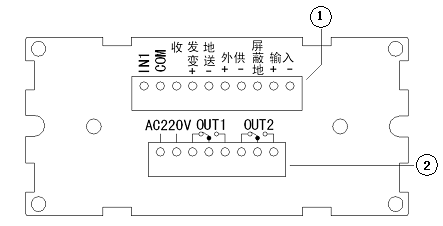 ①
IN1
COM
收 发 地
变 送
+ -
外 供
+ -
屏蔽地
输入
+ -
AC220V OUT1 OUT2
②